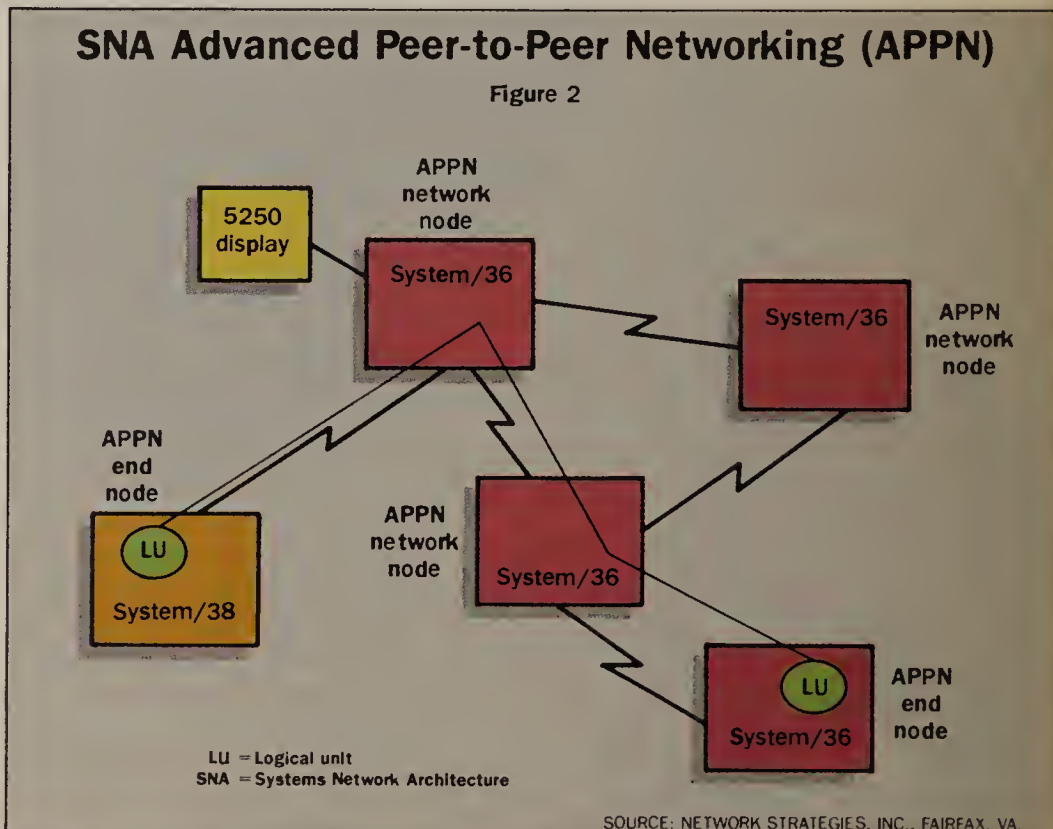 SNA Advanced Peer-to-Peer Networking (APPN)
Figure 2
5250
display
APPN
network
node
System/36
System/36
APPN
network
node
APPN
end
node
LU
System/38
APPN
network
node
System/36
LU
System/36
APPN
end
node
LU = Logical unit
SNA = Systems Network Architecture
SOURCE: NETWORK STRATEGIES, INC., FAIRFAX, VA.